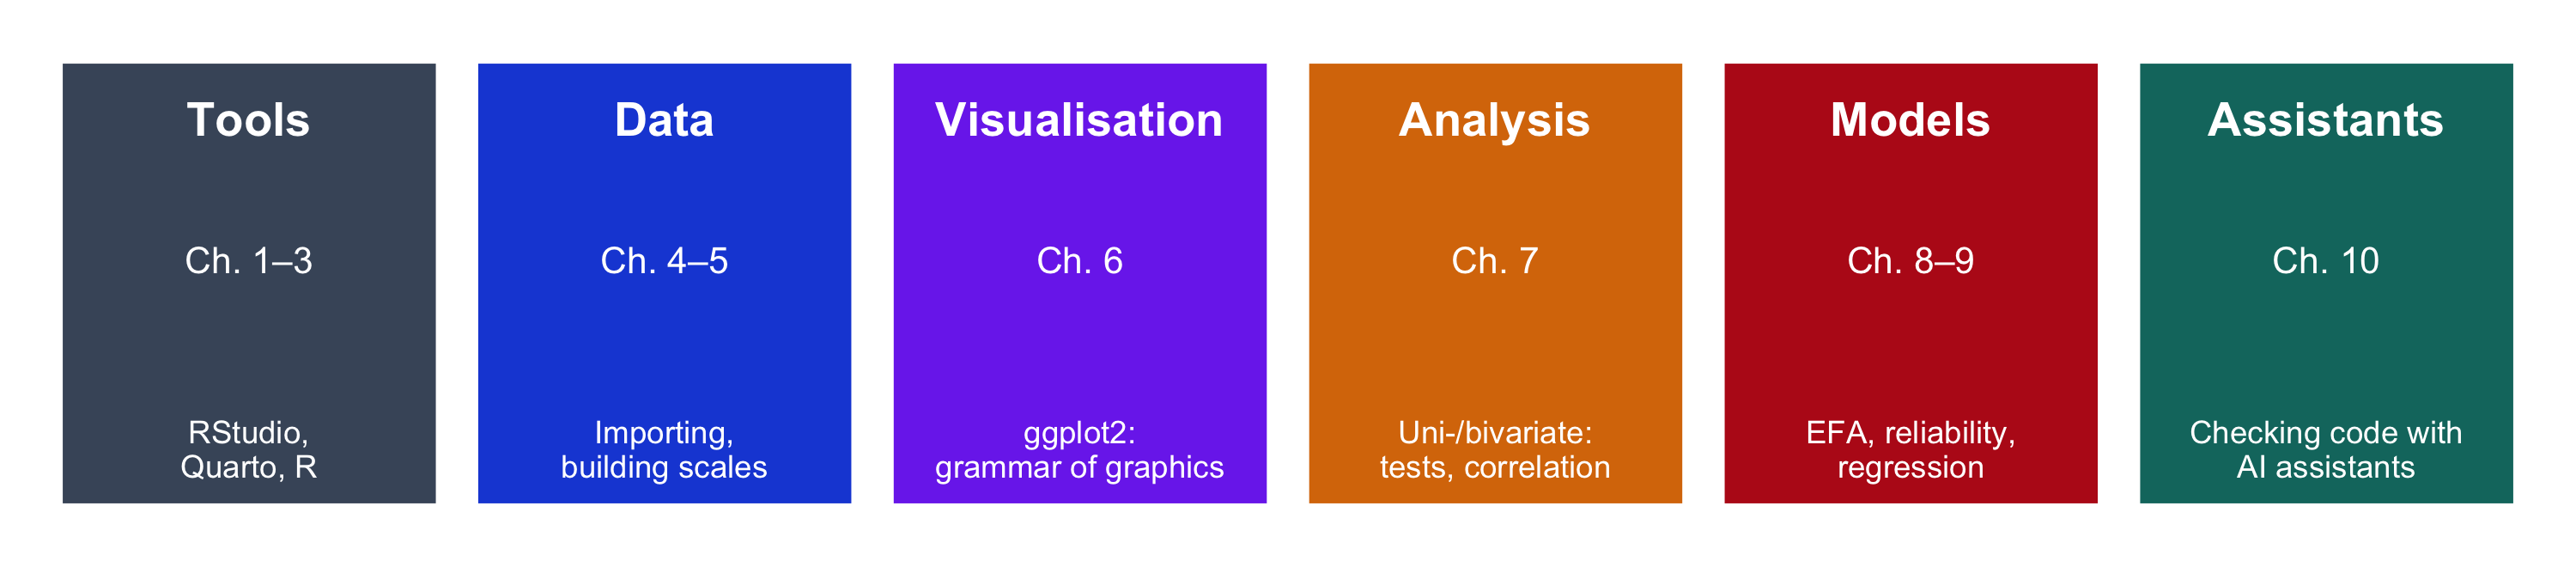 Tools
Ch. 1–3
RStudio,
Quarto, R
Data
Ch. 4–5
Importing,
building scales
Visualisation
Ch. 6
ggplot2:
grammar of graphics
Analysis
Ch. 7
Uni-/bivariate:
tests, correlation
Models
Ch. 8–9
EFA, reliability,
regression
Assistants
Ch. 10
Checking code with
AI assistants